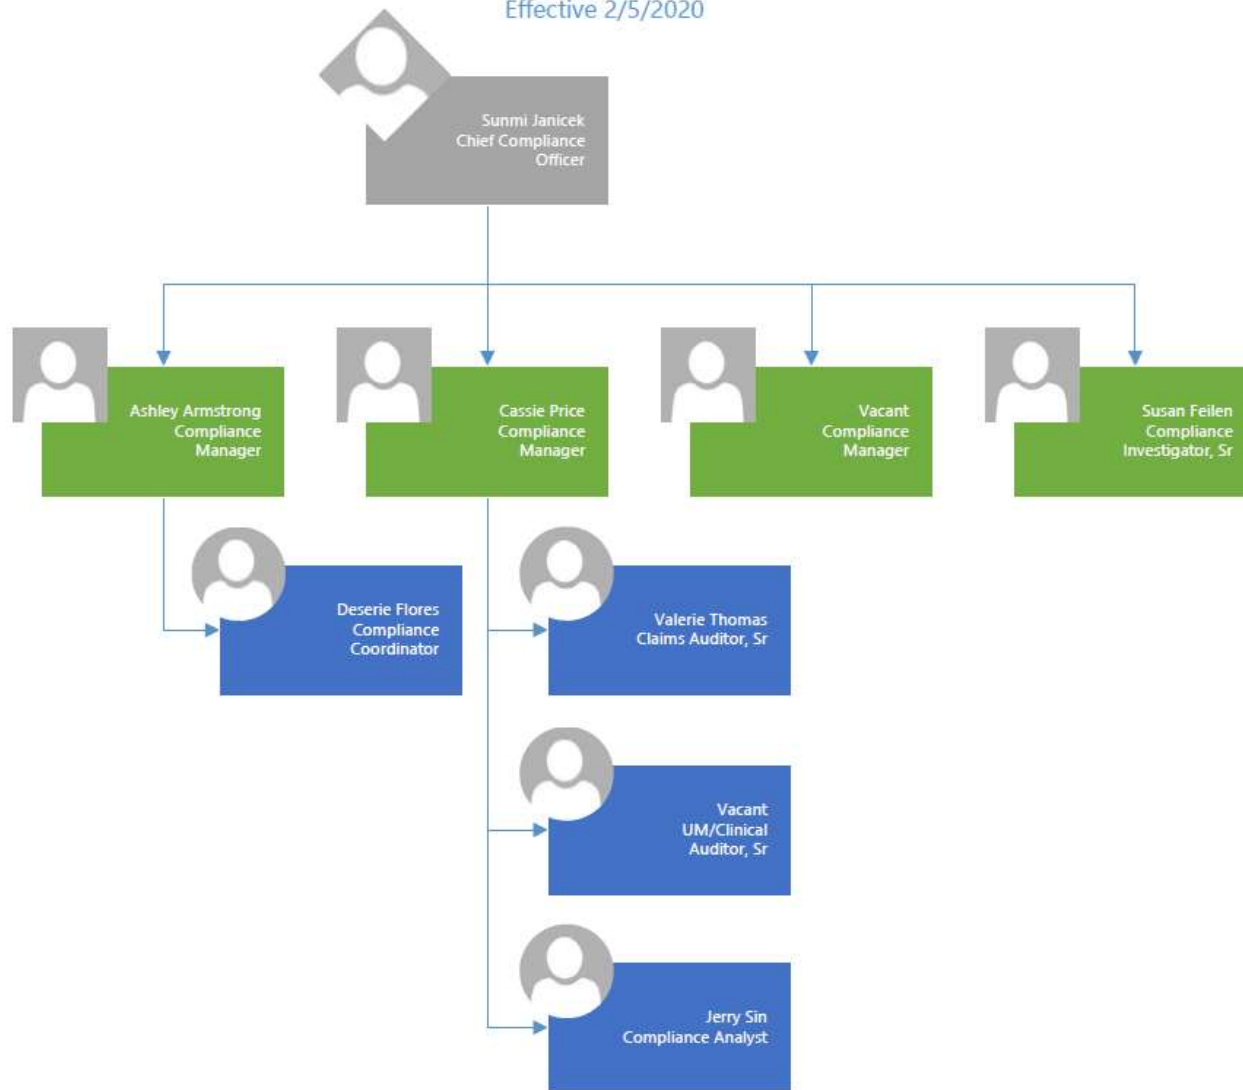 Effective 2/5/2020
Sunmi Janicek
Chief Compliance
Officer
Ashley Armstrong
Compliance
Manager
Cassie Price
Compliance
Manager
Vacant
Compliance
Manager
Susan Feilen
Compliance
Investigator, Sr
Deserie Flores
Compliance
Coordinator
Valerie Thomas
Claims Auditor, Sr
Vacant
UM/Clinical
Auditor, Sr
Jerry Sin
Compliance Analyst